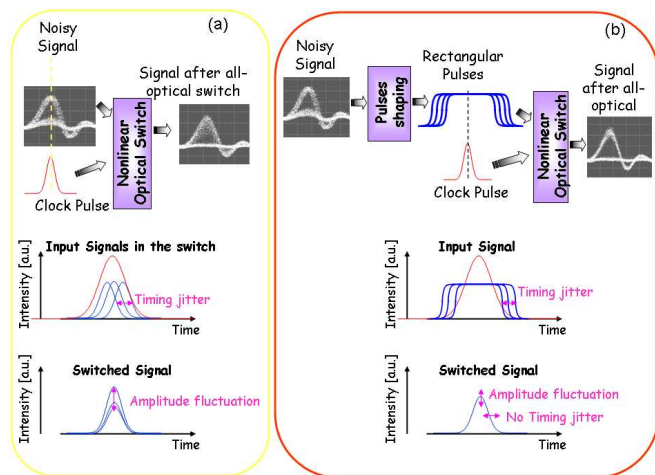 (a)
Noisy
Signal
Signal after all-
optical switch
Nonlinear
Optical Switch
Clock Pulse
Input Signals in the switch
Intensity [a.u.]
Timing jitter
Time
Switched Signal
Intensity [a.u.]
Amplitude fluctuation
Time
(b)
Noisy
Signal
Pulses
shaping
Rectangular
Pulses
Signal
after all-
optical
Nonlinear
Optical Switch
Clock Pulse
Input Signal
Intensity [a.u.]
Timing jitter
Time
Switched Signal
Intensity [a.u.]
Amplitude fluctuation
No Timing jitter
Time